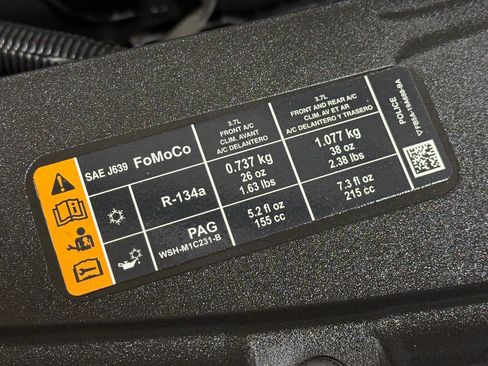 SAE J639 FoMoCo
3.7L
FRONT A/C
CLIM. AVANT
A/C DELANTERO
3.7L
FRONT AND REAR A/C
CLIM. AV ET AR
A/C DELANTERO Y TRASERO
R-134a
0.737 kg
26 oz
1.63 lbs
1.077 kg
38 oz
2.38 lbs
PAG
WSH-M1C231-B
5.2 fl oz
155 cc
7.3 fl oz
215 cc
POLICE